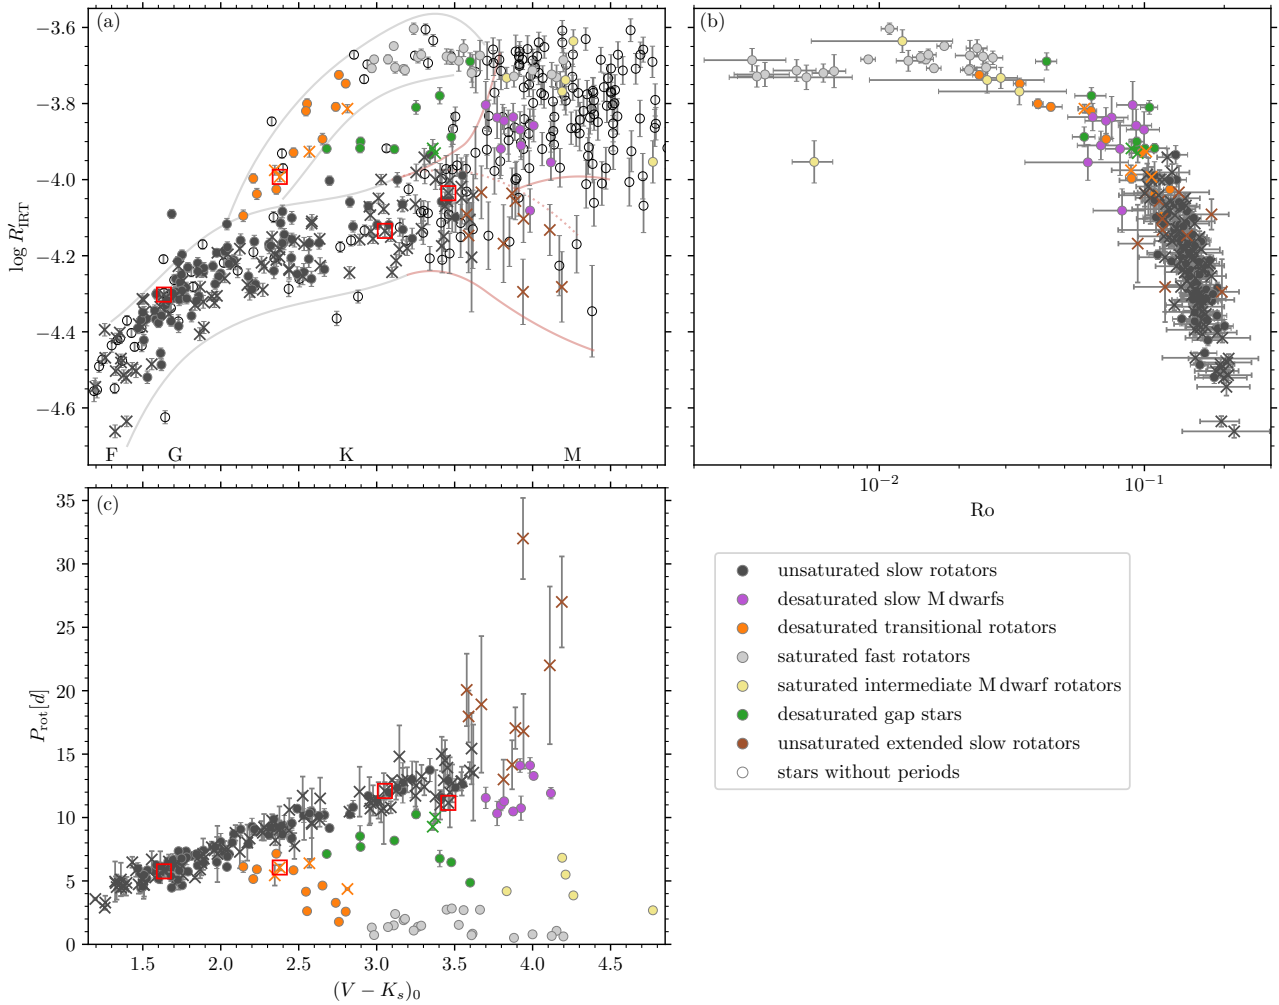 (a)
−3.6
−3.8
−4.0
−4.2
−4.4
−4.6
log R′IRT
F G K M
(b)
10−2 10−1
Ro
(c)
35
30
25
20
15
10
5
0
Prot[d]
1.5 2.0 2.5 3.0 3.5 4.0 4.5
(V − Ks)0
unsaturated slow rotators
desaturated slow M dwarfs
desaturated transitional rotators
saturated fast rotators
saturated intermediate M dwarf rotators
desaturated gap stars
unsaturated extended slow rotators
stars without periods